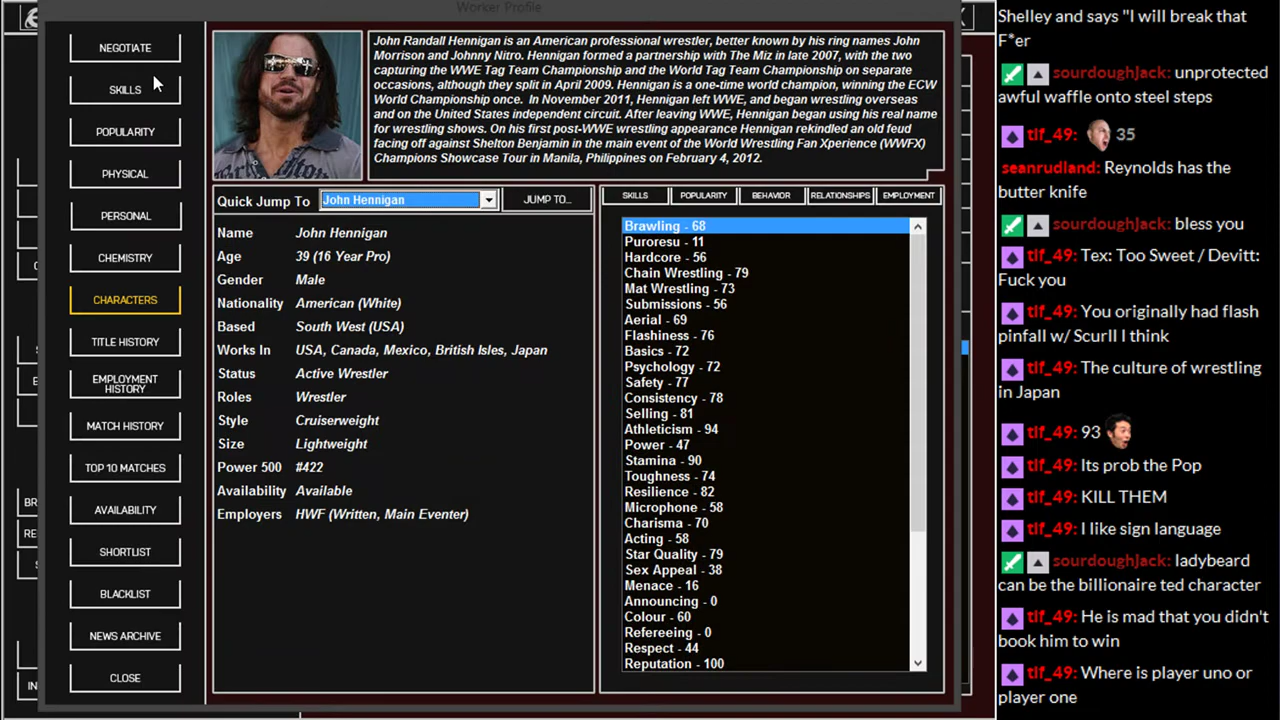 Worker Profile
NEGOTIATE
SKILLS
POPULARITY
PHYSICAL
PERSONAL
CHEMISTRY
CHARACTERS
TITLE HISTORY
EMPLOYMENT
HISTORY
MATCH HISTORY
TOP 10 MATCHES
AVAILABILITY
SHORTLIST
BLACKLIST
NEWS ARCHIVE
CLOSE
John Randall Hennigan is an American professional wrestler, better known by his ring names John
Morrison and Johnny Nitro. Hennigan formed a partnership with The Miz in late 2007, with the two
capturing the WWE Tag Team Championship and the World Tag Team Championship on separate
occasions, although they split in April 2009. Hennigan is a one-time world champion, winning the ECW
World Championship once. In November 2011, Hennigan left WWE, and began wrestling overseas
and on the United States independent circuit. After leaving WWE, Hennigan began using his real name
for wrestling shows. On his first post-WWE wrestling appearance Hennigan rekindled an old feud
facing off against Shelton Benjamin in the main event of the World Wrestling Fan Xperience (WWFX)
Champions Showcase Tour in Manila, Philippines on February 4, 2012.
Quick Jump To John Hennigan JUMP TO...
Name John Hennigan
Age 39 (16 Year Pro)
Gender Male
Nationality American (White)
Based South West (USA)
Works In USA, Canada, Mexico, British Isles, Japan
Status Active Wrestler
Roles Wrestler
Style Cruiserweight
Size Lightweight
Power 500 #422
Availability Available
Employers HWF (Written, Main Eventer)
SKILLS POPULARITY BEHAVIOR RELATIONSHIPS EMPLOYMENT
Brawling - 68
Puroresu - 11
Hardcore - 56
Chain Wrestling - 79
Mat Wrestling - 73
Submissions - 56
Aerial - 69
Flashiness - 76
Basics - 72
Psychology - 72
Safety - 77
Consistency - 78
Selling - 81
Athleticism - 94
Power - 47
Stamina - 90
Toughness - 74
Resilience - 82
Microphone - 58
Charisma - 70
Acting - 58
Star Quality - 79
Sex Appeal - 38
Menace - 16
Announcing - 0
Colour - 60
Refereeing - 0
Respect - 44
Reputation - 100
Shelley and says "I will break that
F*er
sourdoughjack: unprotected
awful waffle onto steel steps
tlf_49: 35
seanrudland: Reynolds has the
butter knife
sourdoughjack: bless you
tlf_49: Tex: Too Sweet / Devitt:
Fuck you
tlf_49: You originally had flash
pinfall w/ Scurll I think
tlf_49: The culture of wrestling
in Japan
tlf_49: 93
tlf_49: Its prob the Pop
tlf_49: KILL THEM
tlf_49: I like sign language
sourdoughjack: ladybeard
can be the billionaire ted character
tlf_49: He is mad that you didn't
book him to win
tlf_49: Where is player uno or
player one